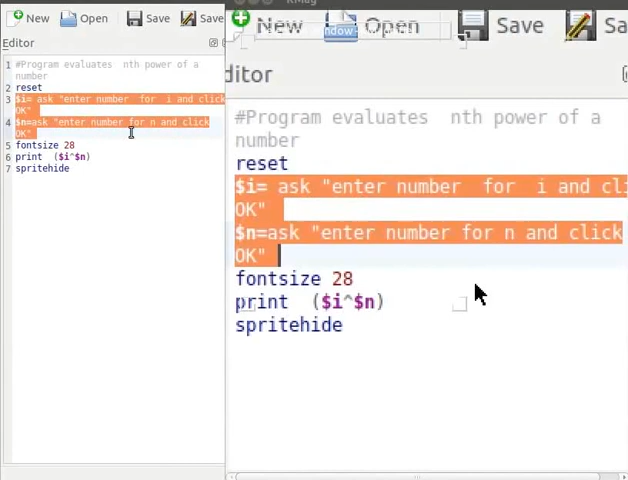 New Open Save Save
Editor
1 #Program evaluates  nth power of a
number
2 reset
3 $i= ask "enter number  for  i and click
OK"
4 $n=ask "enter number for n and click
OK"
5 fontsize 28
6 print  ($i^$n)
7 spritehide
KMag
New Open Save Sa
ndow
ditor
#Program evaluates  nth power of a
number
reset
$i= ask "enter number  for  i and cli
OK"
$n=ask "enter number for n and click
OK"
fontsize 28
print  ($i^$n)
spritehide